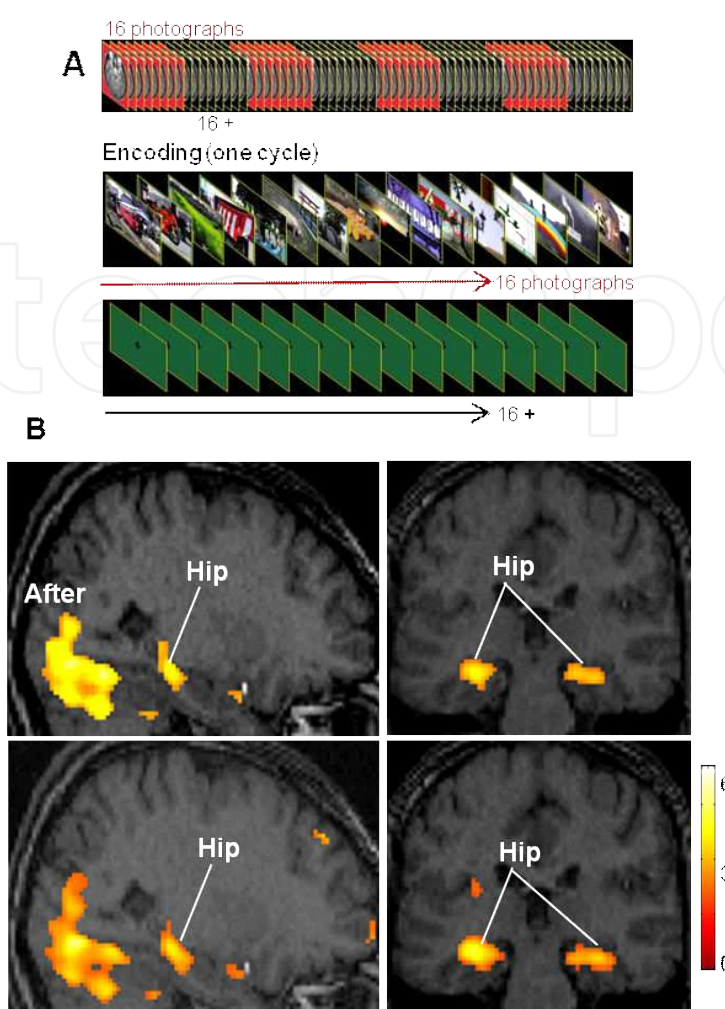 16 photographs
A
16 +
Encoding (one cycle)
16 photographs
16 +
B
Hip
After
Hip
Hip
Hip